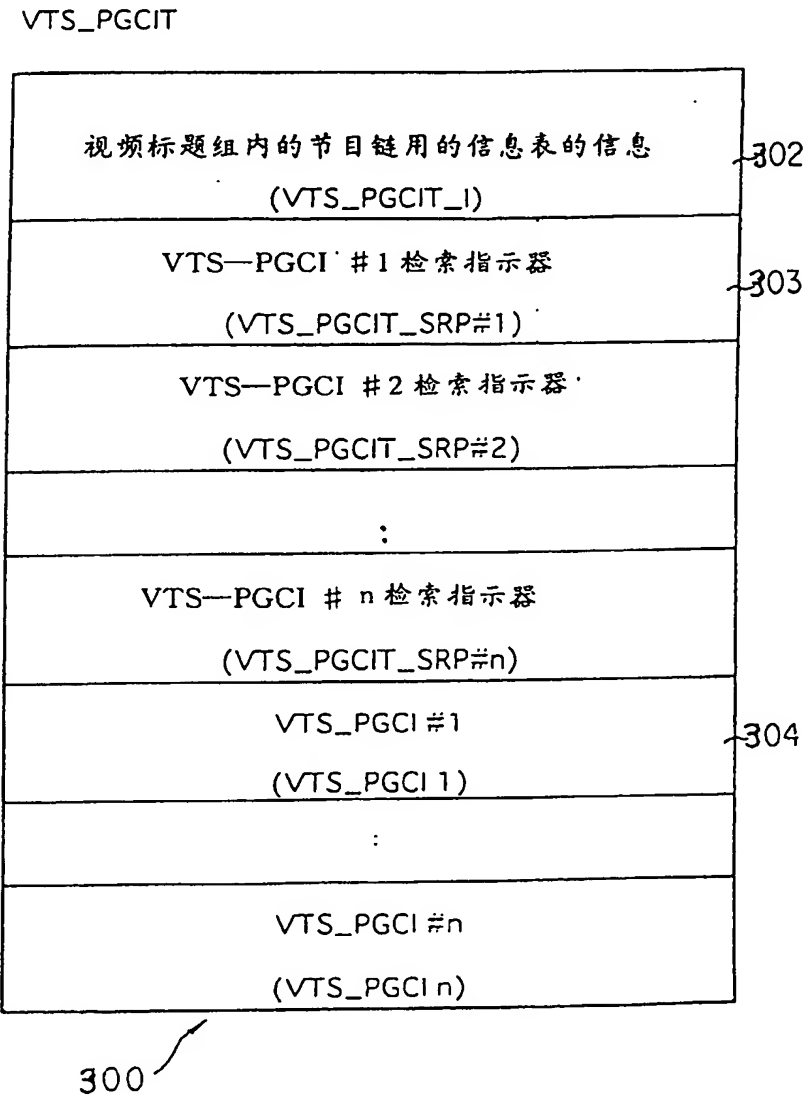 VTS_PGCIT
视频标题组内的节目链用的信息表的信息
(VTS_PGCIT_I)
302
VTS—PGCI #1 检索指示器
(VTS_PGCIT_SRP#1)
303
VTS—PGCI #2 检索指示器
(VTS_PGCIT_SRP#2)
:
VTS—PGCI # n 检索指示器
(VTS_PGCIT_SRP#n)
VTS_PGCI #1
(VTS_PGCI 1)
304
:
VTS_PGCI #n
(VTS_PGCI n)
300